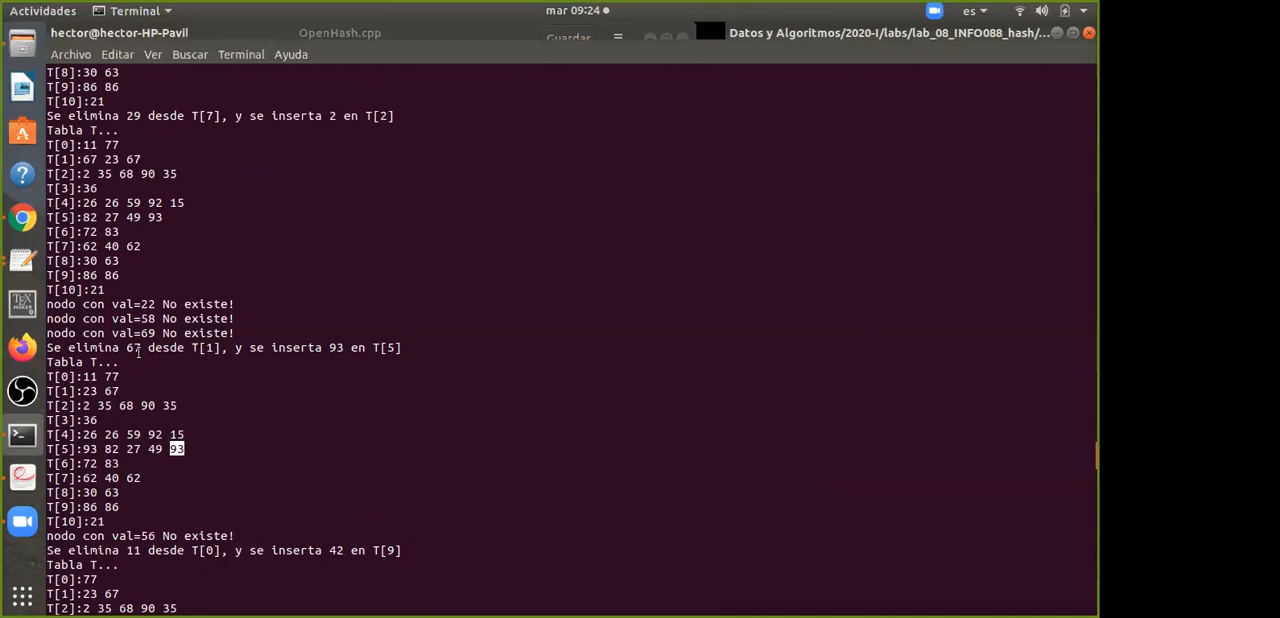 Actividades Terminal mar 09:24 es
hector@hector-HP-Pavil OpenHash.cpp Guardar Datos y Algoritmos/2020-I/labs/lab_08_INFO088_hash/...
Archivo Editar Ver Buscar Terminal Ayuda
T[8]:30 63
T[9]:86 86
T[10]:21
Se elimina 29 desde T[7], y se inserta 2 en T[2]
Tabla T...
T[0]:11 77
T[1]:67 23 67
T[2]:2 35 68 90 35
T[3]:36
T[4]:26 26 59 92 15
T[5]:82 27 49 93
T[6]:72 83
T[7]:62 40 62
T[8]:30 63
T[9]:86 86
T[10]:21
nodo con val=22 No existe!
nodo con val=58 No existe!
nodo con val=69 No existe!
Se elimina 67 desde T[1], y se inserta 93 en T[5]
Tabla T...
T[0]:11 77
T[1]:23 67
T[2]:2 35 68 90 35
T[3]:36
T[4]:26 26 59 92 15
T[5]:93 82 27 49 93
T[6]:72 83
T[7]:62 40 62
T[8]:30 63
T[9]:86 86
T[10]:21
nodo con val=56 No existe!
Se elimina 11 desde T[0], y se inserta 42 en T[9]
Tabla T...
T[0]:77
T[1]:23 67
T[2]:2 35 68 90 35